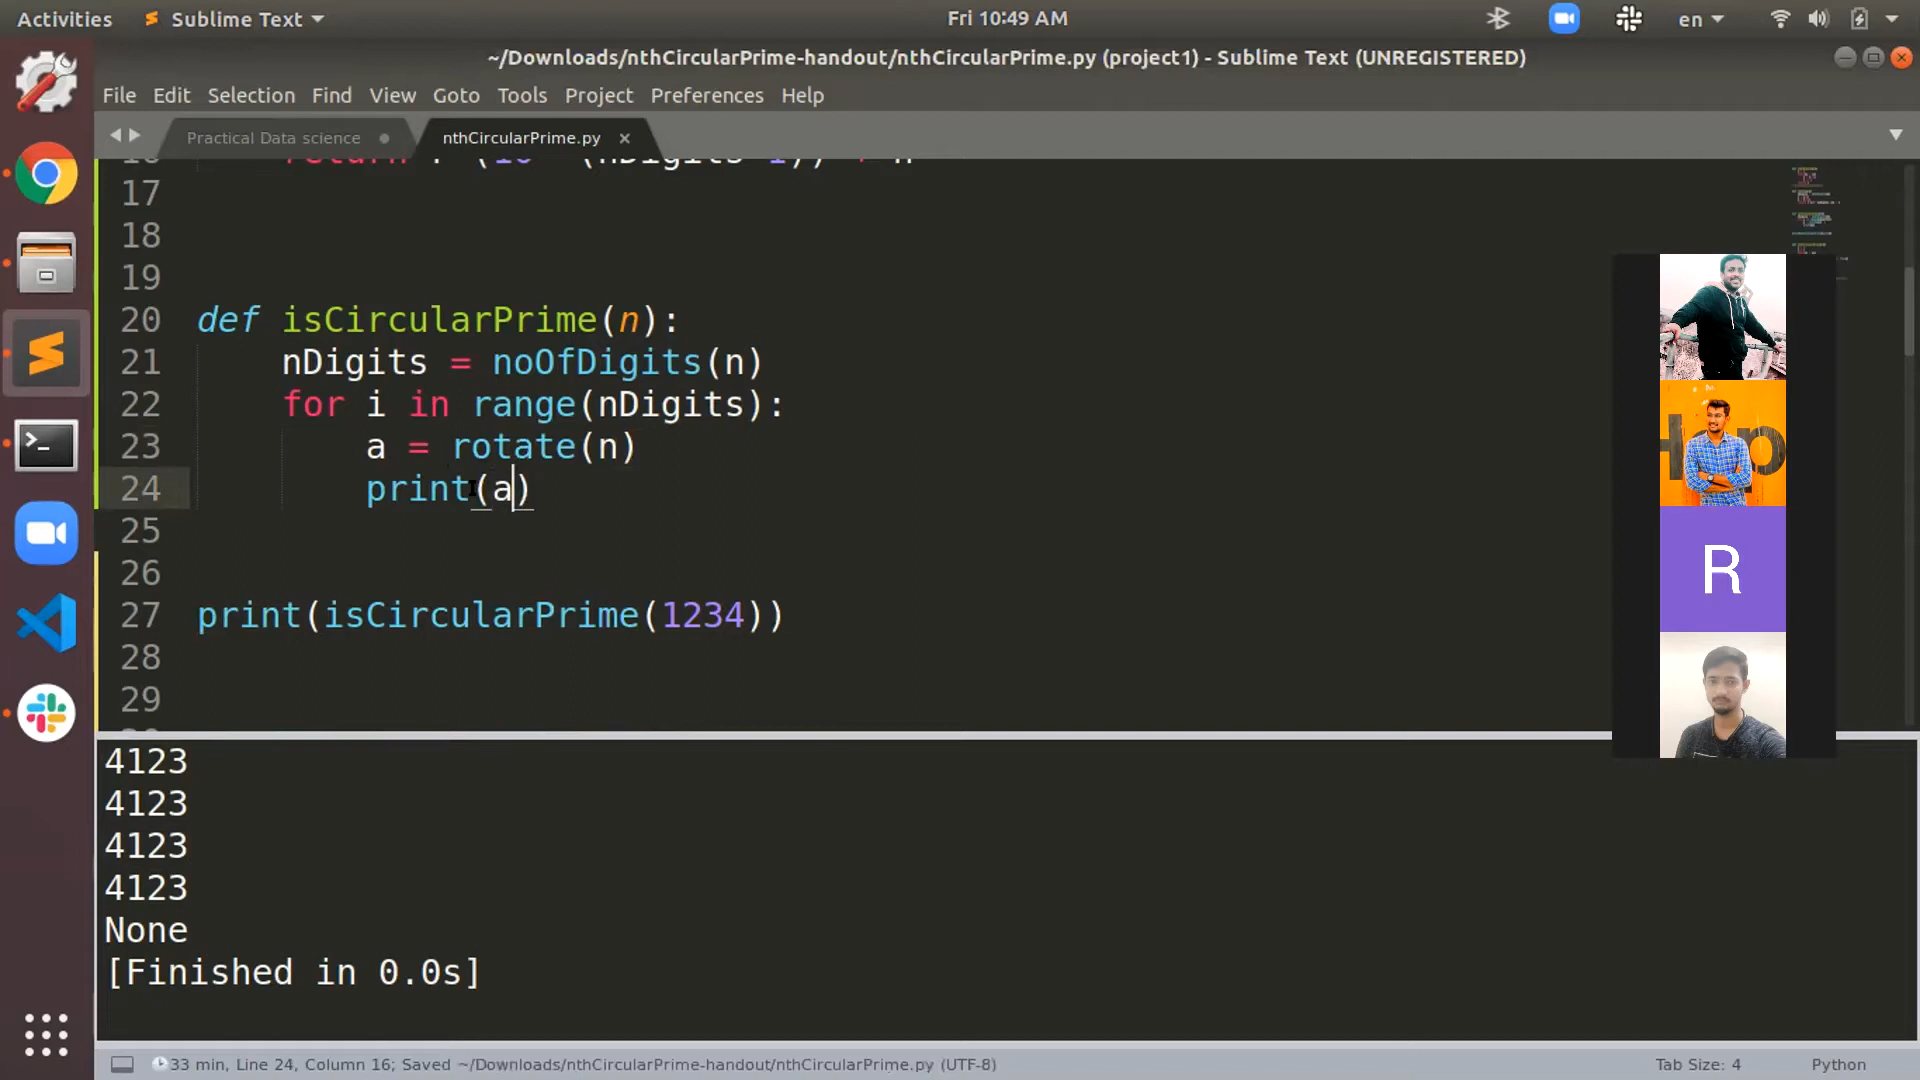 Activities
Sublime Text
Fri 10:49 AM
en
~/Downloads/nthCircularPrime-handout/nthCircularPrime.py (project1) - Sublime Text (UNREGISTERED)
File Edit Selection Find View Goto Tools Project Preferences Help
Practical Data science
nthCircularPrime.py
17
18
19
20 def isCircularPrime(n):
21 nDigits = noOfDigits(n)
22 for i in range(nDigits):
23 a = rotate(n)
24 print(a)
25
26
27 print(isCircularPrime(1234))
28
29
R
4123
4123
4123
4123
None
[Finished in 0.0s]
33 min, Line 24, Column 16; Saved ~/Downloads/nthCircularPrime-handout/nthCircularPrime.py (UTF-8)
Tab Size: 4
Python